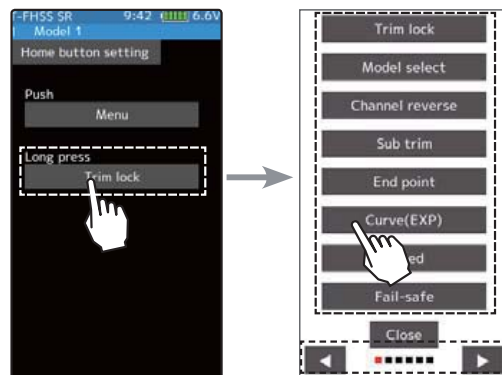 T-FHSS SR 9:42 6.6V
Model 1
Home button setting
Push
Menu
Long press
Trim lock
Trim lock
Model select
Channel reverse
Sub trim
End point
Curve(EXP)
Fail-safe
Close